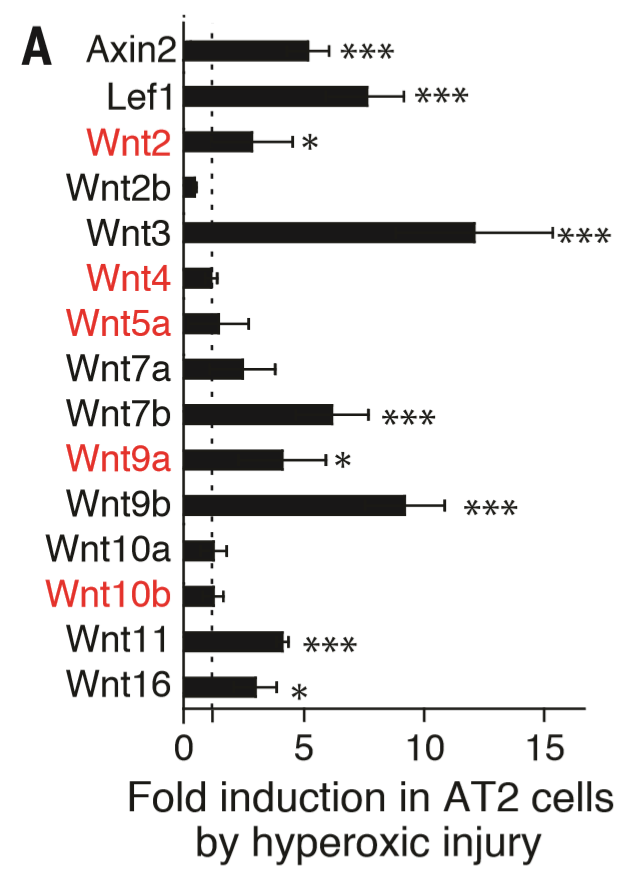 A
Axin2 ***
Lef1 ***
Wnt2 *
Wnt2b
Wnt3 ***
Wnt4
Wnt5a
Wnt7a
Wnt7b ***
Wnt9a *
Wnt9b ***
Wnt10a
Wnt10b
Wnt11 ***
Wnt16 *
0 5 10 15
Fold induction in AT2 cells
by hyperoxic injury